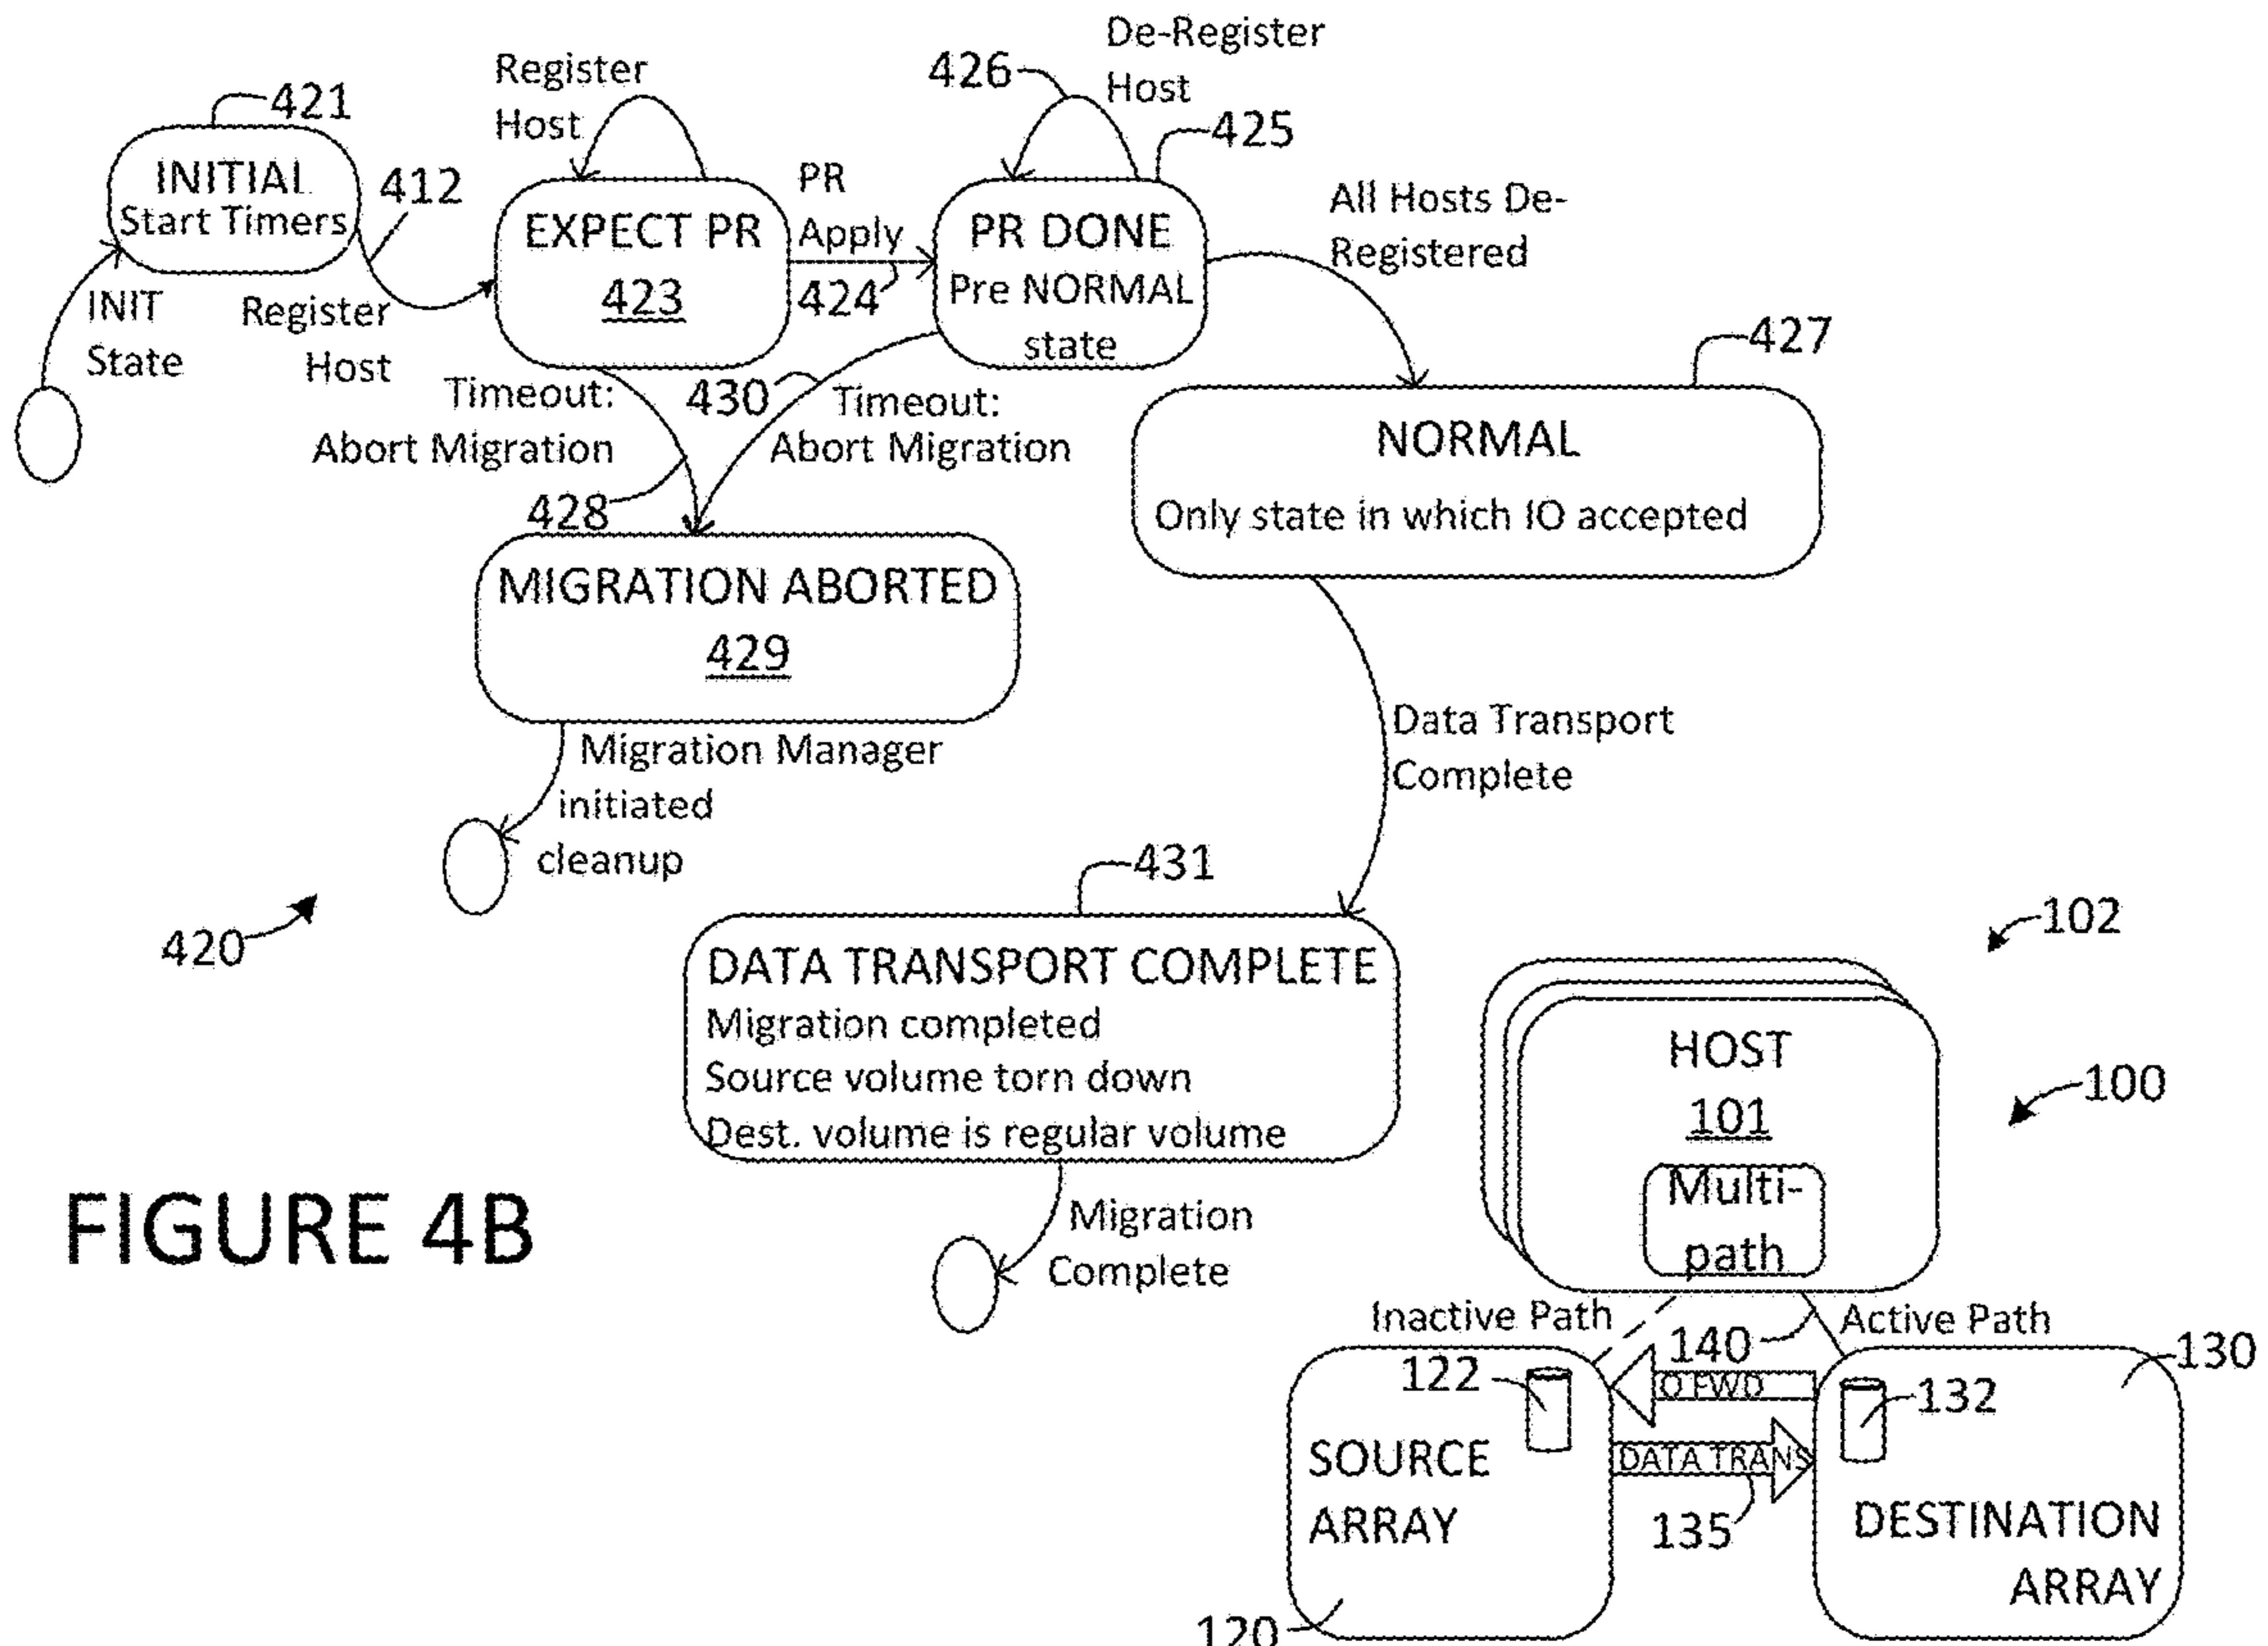 421
INITIAL
Start Timers
INIT
State
412
Register
Host
Register
Host
EXPECT PR
423
PR
Apply
424
426
De-Register
Host
425
PR DONE
Pre NORMAL
state
All Hosts De-
Registered
427
NORMAL
Only state in which IO accepted
Timeout:
Abort Migration
428
430
Timeout:
Abort Migration
MIGRATION ABORTED
429
Migration Manager
initiated
cleanup
Data Transport
Complete
420
431
DATA TRANSPORT COMPLETE
Migration completed
Source volume torn down
Dest. volume is regular volume
Migration
Complete
FIGURE 4B
102
100
HOST
101
Multi-
path
Inactive Path
140
Active Path
130
122
O FWD
132
SOURCE
ARRAY
DATA TRANS
135
DESTINATION
ARRAY
120